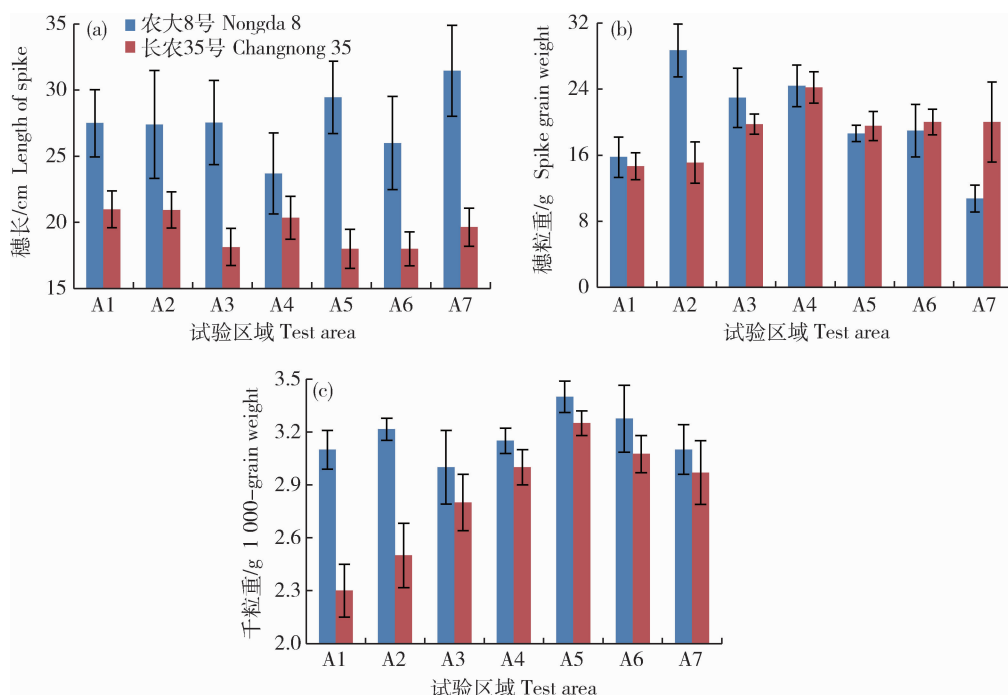 (a)
农大8号 Nongda 8
长农35号 Changnong 35
穗长/cm Length of spike
35
30
25
20
15
A1 A2 A3 A4 A5 A6 A7
试验区域 Test area
(b)
穗粒重/g Spike grain weight
32
24
16
8
0
A1 A2 A3 A4 A5 A6 A7
试验区域 Test area
(c)
千粒重/g 1 000-grain weight
3.5
3.2
2.9
2.6
2.3
2.0
A1 A2 A3 A4 A5 A6 A7
试验区域 Test area